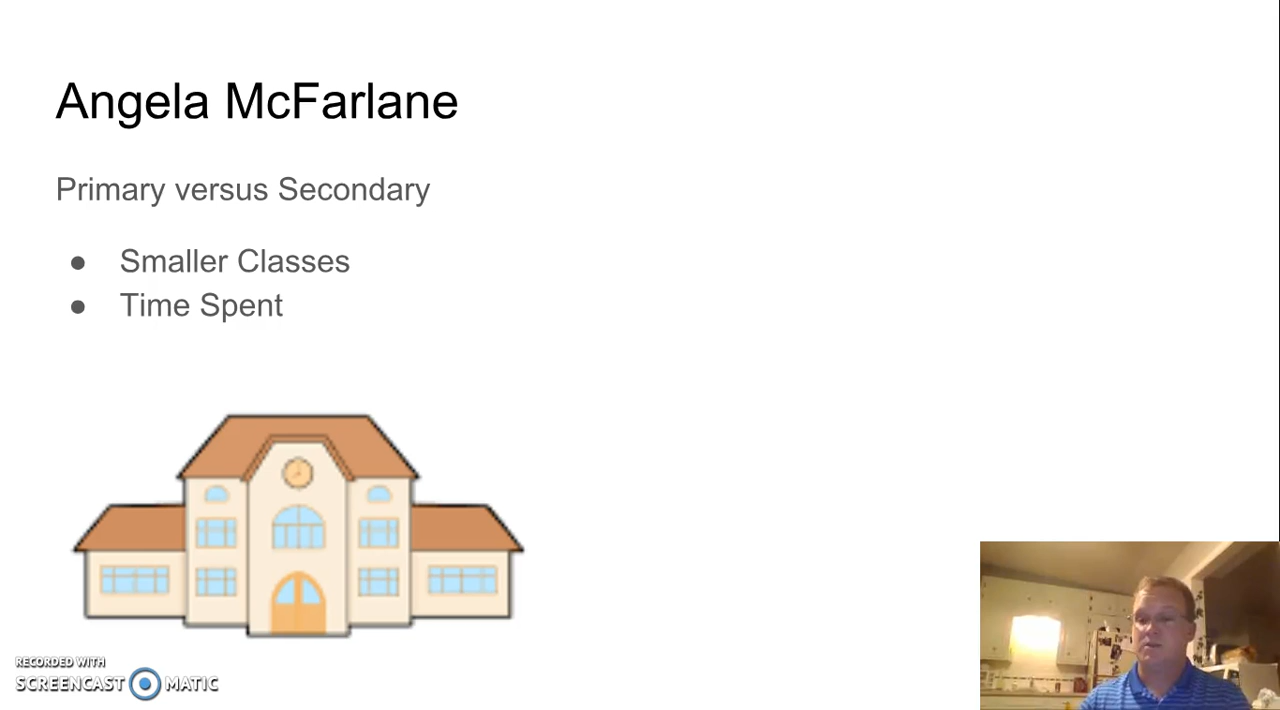 Angela McFarlane
Primary versus Secondary
● Smaller Classes
● Time Spent
RECORDED WITH
SCREENCAST MATIC